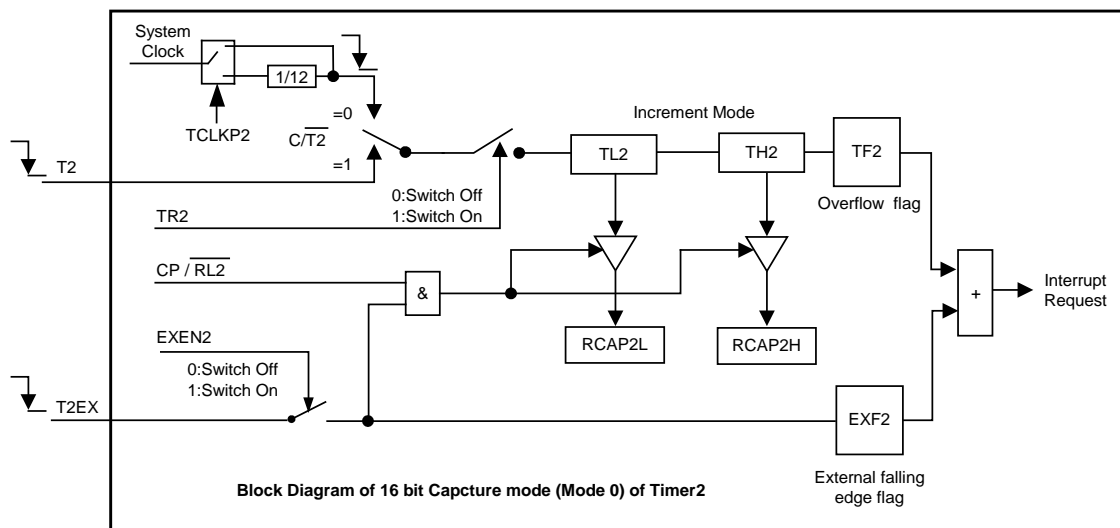 System
Clock
1/12
TCLKP2
=0
C/T2
=1
T2
TR2
0:Switch Off
1:Switch On
Increment Mode
TL2
TH2
TF2
Overflow flag
CP / RL2
&
RCAP2L
RCAP2H
+
Interrupt
Request
EXEN2
0:Switch Off
1:Switch On
T2EX
EXF2
External falling
edge flag
Block Diagram of 16 bit Capcture mode (Mode 0) of Timer2